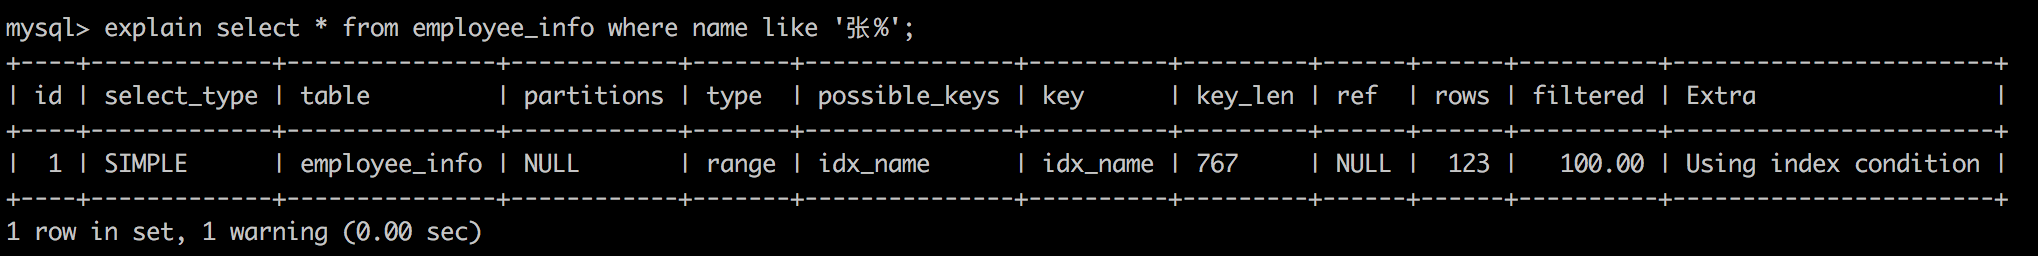 mysql> explain select * from employee_info where name like '张%';
+----+-------------+---------------+------------+-------+---------------+----------+---------+------+------+----------+-----------------------+
| id | select_type | table         | partitions | type  | possible_keys | key      | key_len | ref  | rows | filtered | Extra                 |
+----+-------------+---------------+------------+-------+---------------+----------+---------+------+------+----------+-----------------------+
|  1 | SIMPLE      | employee_info | NULL       | range | idx_name      | idx_name | 767     | NULL |  123 |   100.00 | Using index condition |
+----+-------------+---------------+------------+-------+---------------+----------+---------+------+------+----------+-----------------------+
1 row in set, 1 warning (0.00 sec)